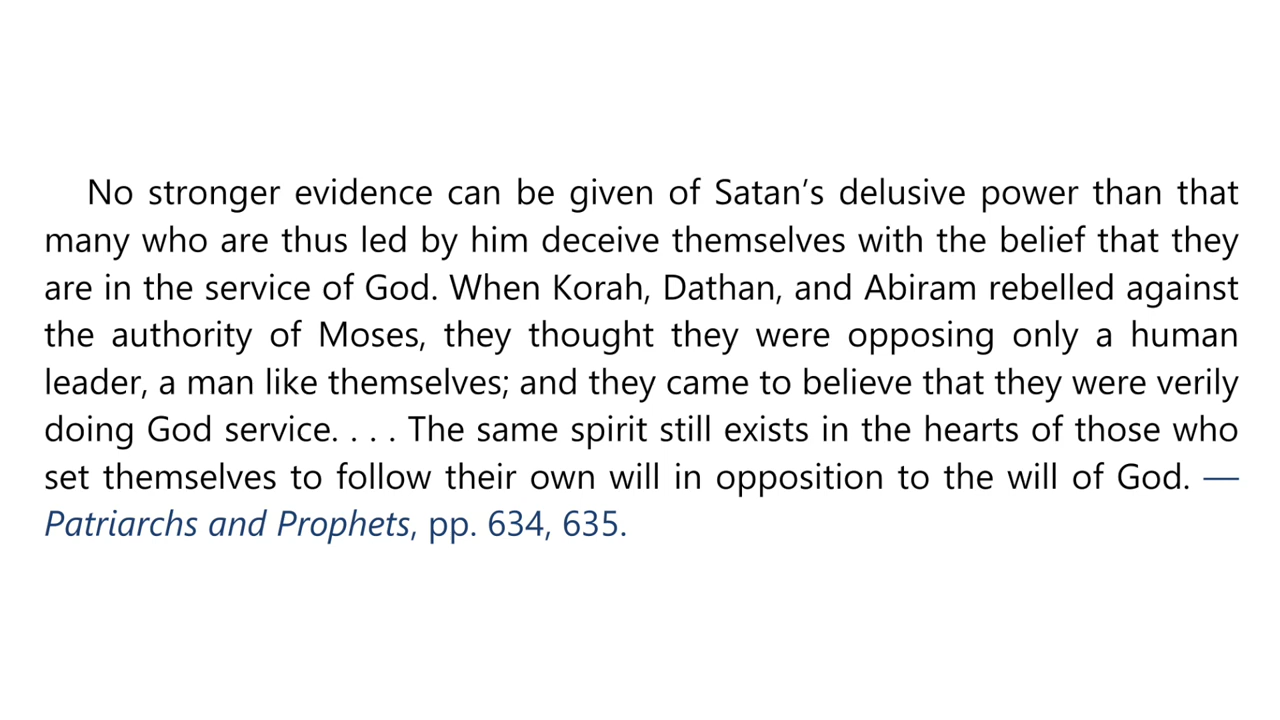 No stronger evidence can be given of Satan’s delusive power than that
many who are thus led by him deceive themselves with the belief that they
are in the service of God. When Korah, Dathan, and Abiram rebelled against
the authority of Moses, they thought they were opposing only a human
leader, a man like themselves; and they came to believe that they were verily
doing God service. . . . The same spirit still exists in the hearts of those who
set themselves to follow their own will in opposition to the will of God. —
Patriarchs and Prophets, pp. 634, 635.